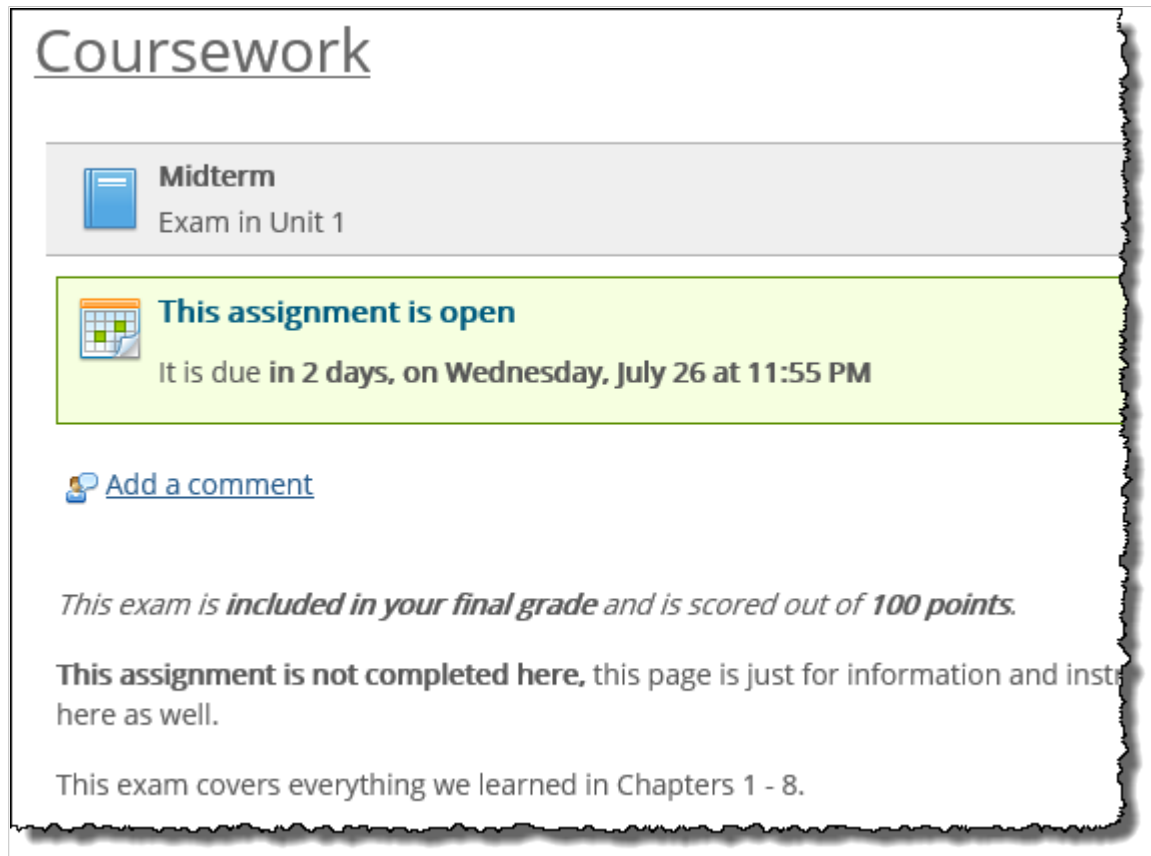 Coursework
Midterm
Exam in Unit 1
This assignment is open
It is due in 2 days, on Wednesday, July 26 at 11:55 PM
Add a comment
This exam is included in your final grade and is scored out of 100 points.
This assignment is not completed here, this page is just for information and
here as well.
This exam covers everything we learned in Chapters 1 - 8.